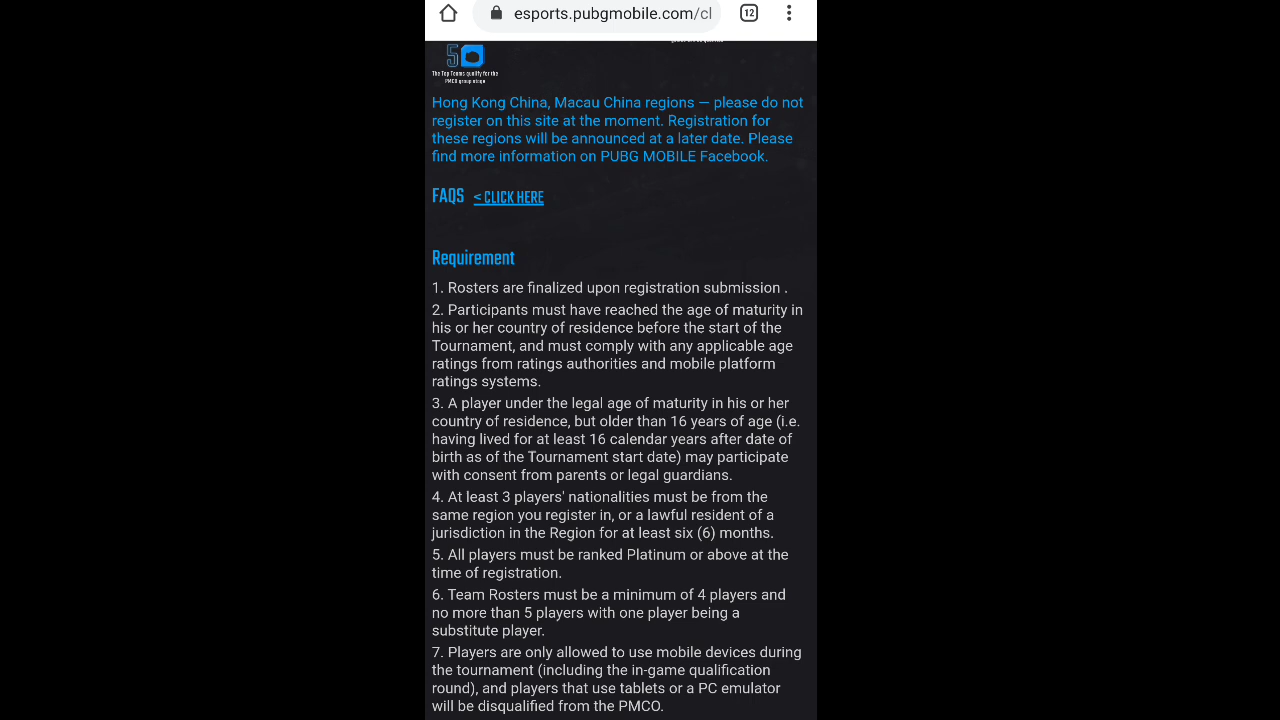 esports.pubgmobile.com/cl
12
50
The Top Teams qualify for the
PMCO group stage
Hong Kong China, Macau China regions — please do not
register on this site at the moment. Registration for
these regions will be announced at a later date. Please
find more information on PUBG MOBILE Facebook.
FAQS < CLICK HERE
Requirement
1. Rosters are finalized upon registration submission .
2. Participants must have reached the age of maturity in
his or her country of residence before the start of the
Tournament, and must comply with any applicable age
ratings from ratings authorities and mobile platform
ratings systems.
3. A player under the legal age of maturity in his or her
country of residence, but older than 16 years of age (i.e.
having lived for at least 16 calendar years after date of
birth as of the Tournament start date) may participate
with consent from parents or legal guardians.
4. At least 3 players' nationalities must be from the
same region you register in, or a lawful resident of a
jurisdiction in the Region for at least six (6) months.
5. All players must be ranked Platinum or above at the
time of registration.
6. Team Rosters must be a minimum of 4 players and
no more than 5 players with one player being a
substitute player.
7. Players are only allowed to use mobile devices during
the tournament (including the in-game qualification
round), and players that use tablets or a PC emulator
will be disqualified from the PMCO.